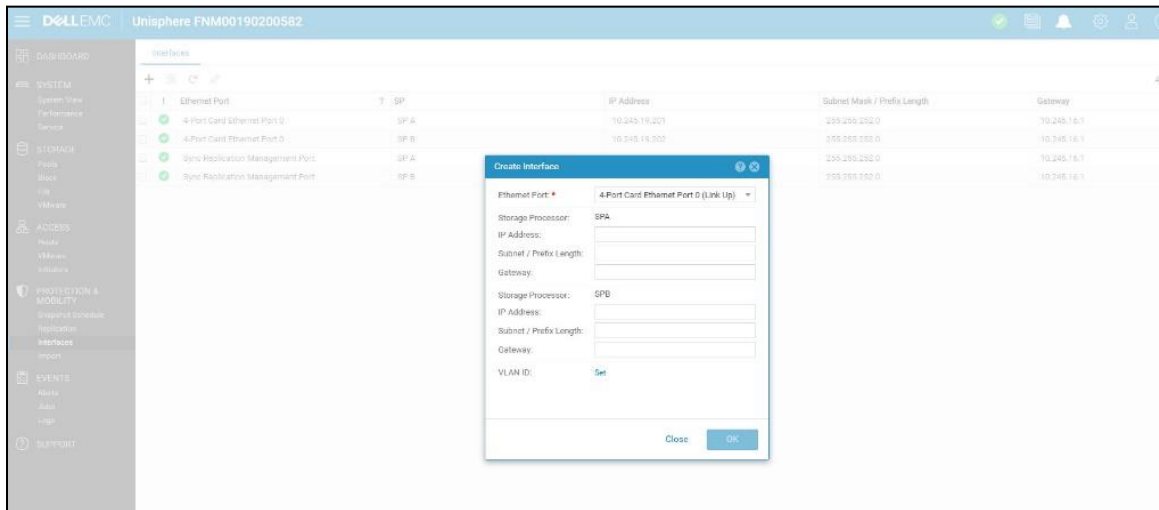 DELLEMC Unisphere FNM00190200582
DASHBOARD
SYSTEM
System View
Performance
Service
STORAGE
Pools
Block
File
VMware
ACCESS
Hosts
VMware
Initiators
PROTECTION &
MOBILITY
Snapshot Schedule
Replication
Interfaces
Import
EVENTS
Alerts
Jobs
Logs
SUPPORT
Interfaces
! Ethernet Port SP IP Address Subnet Mask / Prefix Length Gateway
4-Port Card Ethernet Port 0 SP A 10.245.19.201 255.255.252.0 10.245.16.1
4-Port Card Ethernet Port 0 SP B 10.245.19.202 255.255.252.0 10.245.16.1
Sync Replication Management Port SP A 255.255.252.0 10.245.16.1
Sync Replication Management Port SP B 255.255.252.0 10.245.16.1
Create Interface
Ethernet Port: * 4-Port Card Ethernet Port 0 (Link Up)
Storage Processor: SPA
IP Address:
Subnet / Prefix Length:
Gateway:
Storage Processor: SPB
IP Address:
Subnet / Prefix Length:
Gateway:
VLAN ID: Set
Close OK